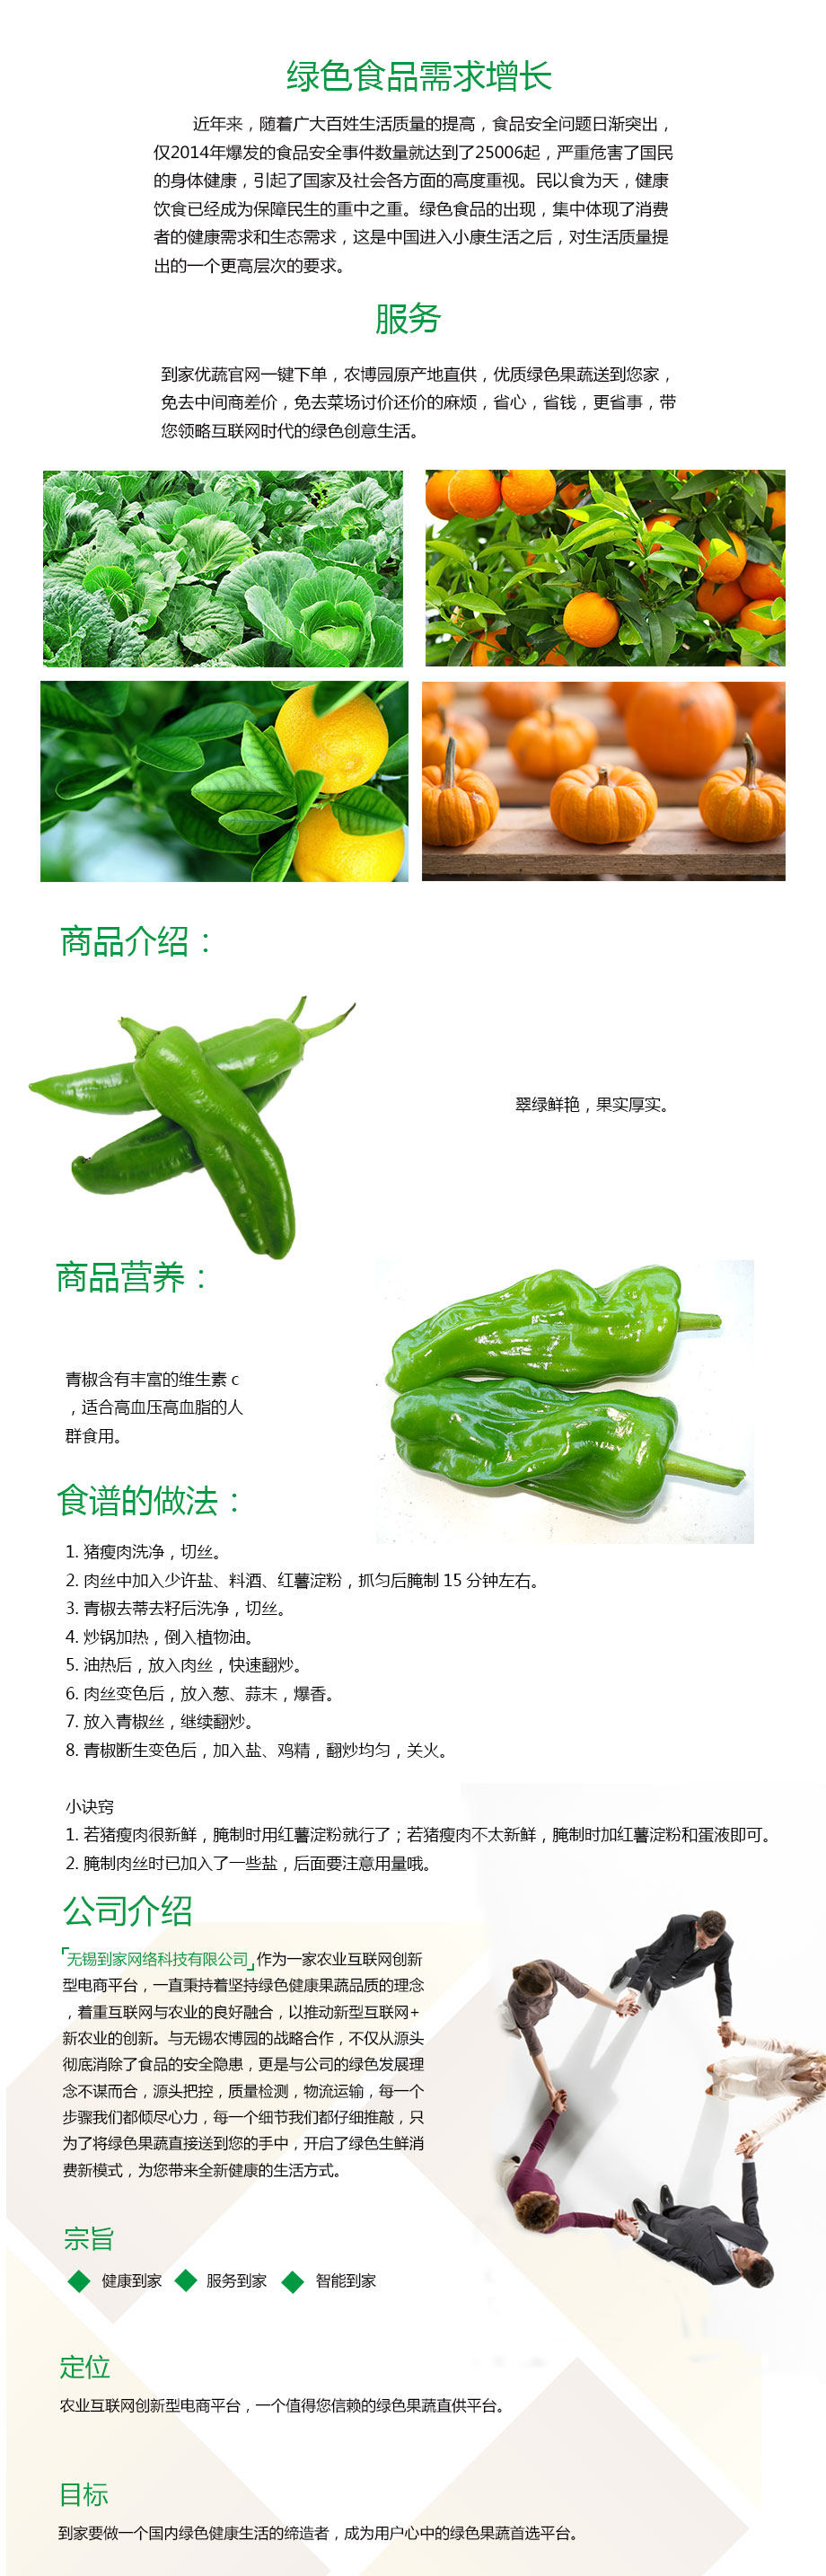 绿色食品需求增长
近年来，随着广大百姓生活质量的提高，食品安全问题日渐突出，
仅2014年爆发的食品安全事件数量就达到了25006起，严重危害了国民
的身体健康，引起了国家及社会各方面的高度重视。民以食为天，健康
饮食已经成为保障民生的重中之重。绿色食品的出现，集中体现了消费
者的健康需求和生态需求，这是中国进入小康生活之后，对生活质量提
出的一个更高层次的要求。
服务
到家优蔬官网一键下单，农博园原产地直供，优质绿色果蔬送到您家，
免去中间商差价，免去菜场讨价还价的麻烦，省心，省钱，更省事，带
您领略互联网时代的绿色创意生活。
商品介绍：
翠绿鲜艳，果实厚实。
商品营养：
青椒含有丰富的维生素 c
，适合高血压高血脂的人
群食用。
食谱的做法：
1. 猪瘦肉洗净，切丝。
2. 肉丝中加入少许盐、料酒、红薯淀粉，抓匀后腌制 15 分钟左右。
3. 青椒去蒂去籽后洗净，切丝。
4. 炒锅加热，倒入植物油。
5. 油热后，放入肉丝，快速翻炒。
6. 肉丝变色后，放入葱、蒜末，爆香。
7. 放入青椒丝，继续翻炒。
8. 青椒断生变色后，加入盐、鸡精，翻炒均匀，关火。
小诀窍
1. 若猪瘦肉很新鲜，腌制时用红薯淀粉就行了；若猪瘦肉不太新鲜，腌制时加红薯淀粉和蛋液即可。
2. 腌制肉丝时已加入了一些盐，后面要注意用量哦。
公司介绍
「无锡到家网络科技有限公司」作为一家农业互联网创新
型电商平台，一直秉持着坚持绿色健康果蔬品质的理念
，着重互联网与农业的良好融合，以推动新型互联网+
新农业的创新。与无锡农博园的战略合作，不仅从源头
彻底消除了食品的安全隐患，更是与公司的绿色发展理
念不谋而合，源头把控，质量检测，物流运输，每一个
步骤我们都倾尽心力，每一个细节我们都仔细推敲，只
为了将绿色果蔬直接送到您的手中，开启了绿色生鲜消
费新模式，为您带来全新健康的生活方式。
宗旨
健康到家 服务到家 智能到家
定位
农业互联网创新型电商平台，一个值得您信赖的绿色果蔬直供平台。
目标
到家要做一个国内绿色健康生活的缔造者，成为用户心中的绿色果蔬首选平台。